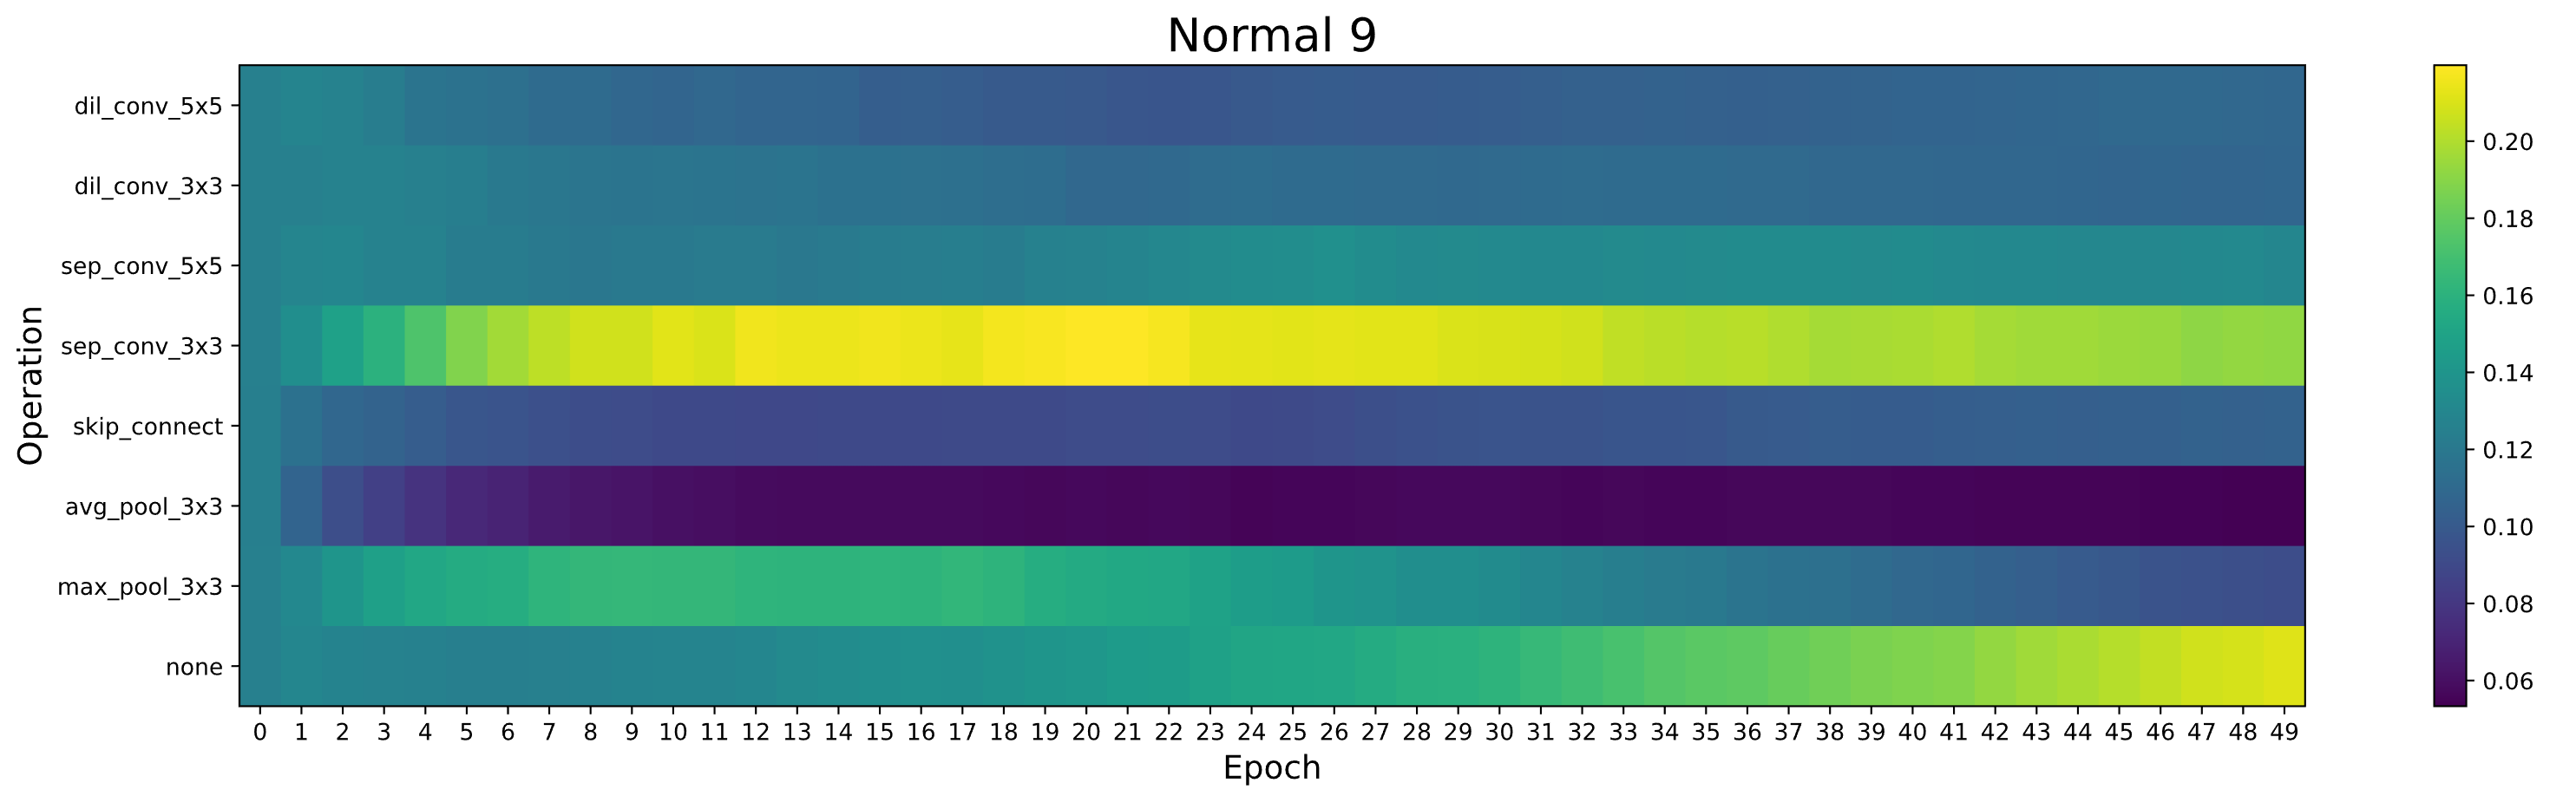 Normal 9
Operation
dil_conv_5x5
dil_conv_3x3
sep_conv_5x5
sep_conv_3x3
skip_connect
avg_pool_3x3
max_pool_3x3
none
0 1 2 3 4 5 6 7 8 9 10 11 12 13 14 15 16 17 18 19 20 21 22 23 24 25 26 27 28 29 30 31 32 33 34 35 36 37 38 39 40 41 42 43 44 45 46 47 48 49
Epoch
0.20
0.18
0.16
0.14
0.12
0.10
0.08
0.06